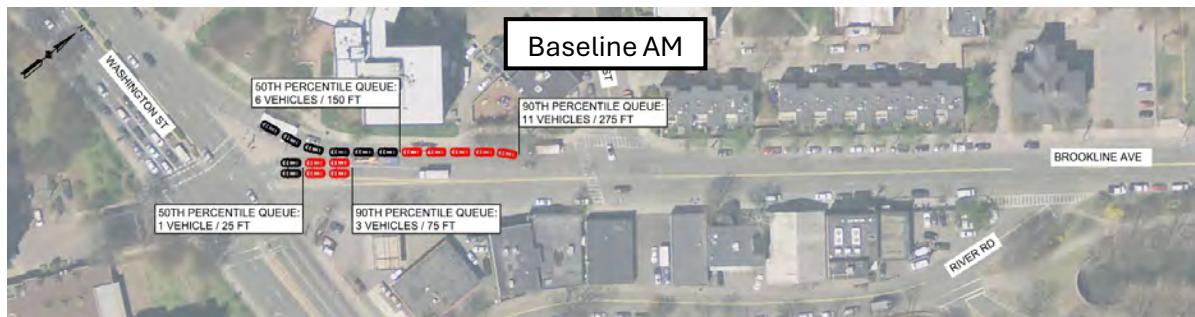 Baseline AM
WASHINGTON ST
ST
50TH PERCENTILE QUEUE:
6 VEHICLES / 150 FT
90TH PERCENTILE QUEUE:
11 VEHICLES / 275 FT
BROOKLINE AVE
50TH PERCENTILE QUEUE:
1 VEHICLE / 25 FT
90TH PERCENTILE QUEUE:
3 VEHICLES / 75 FT
RIVER RD